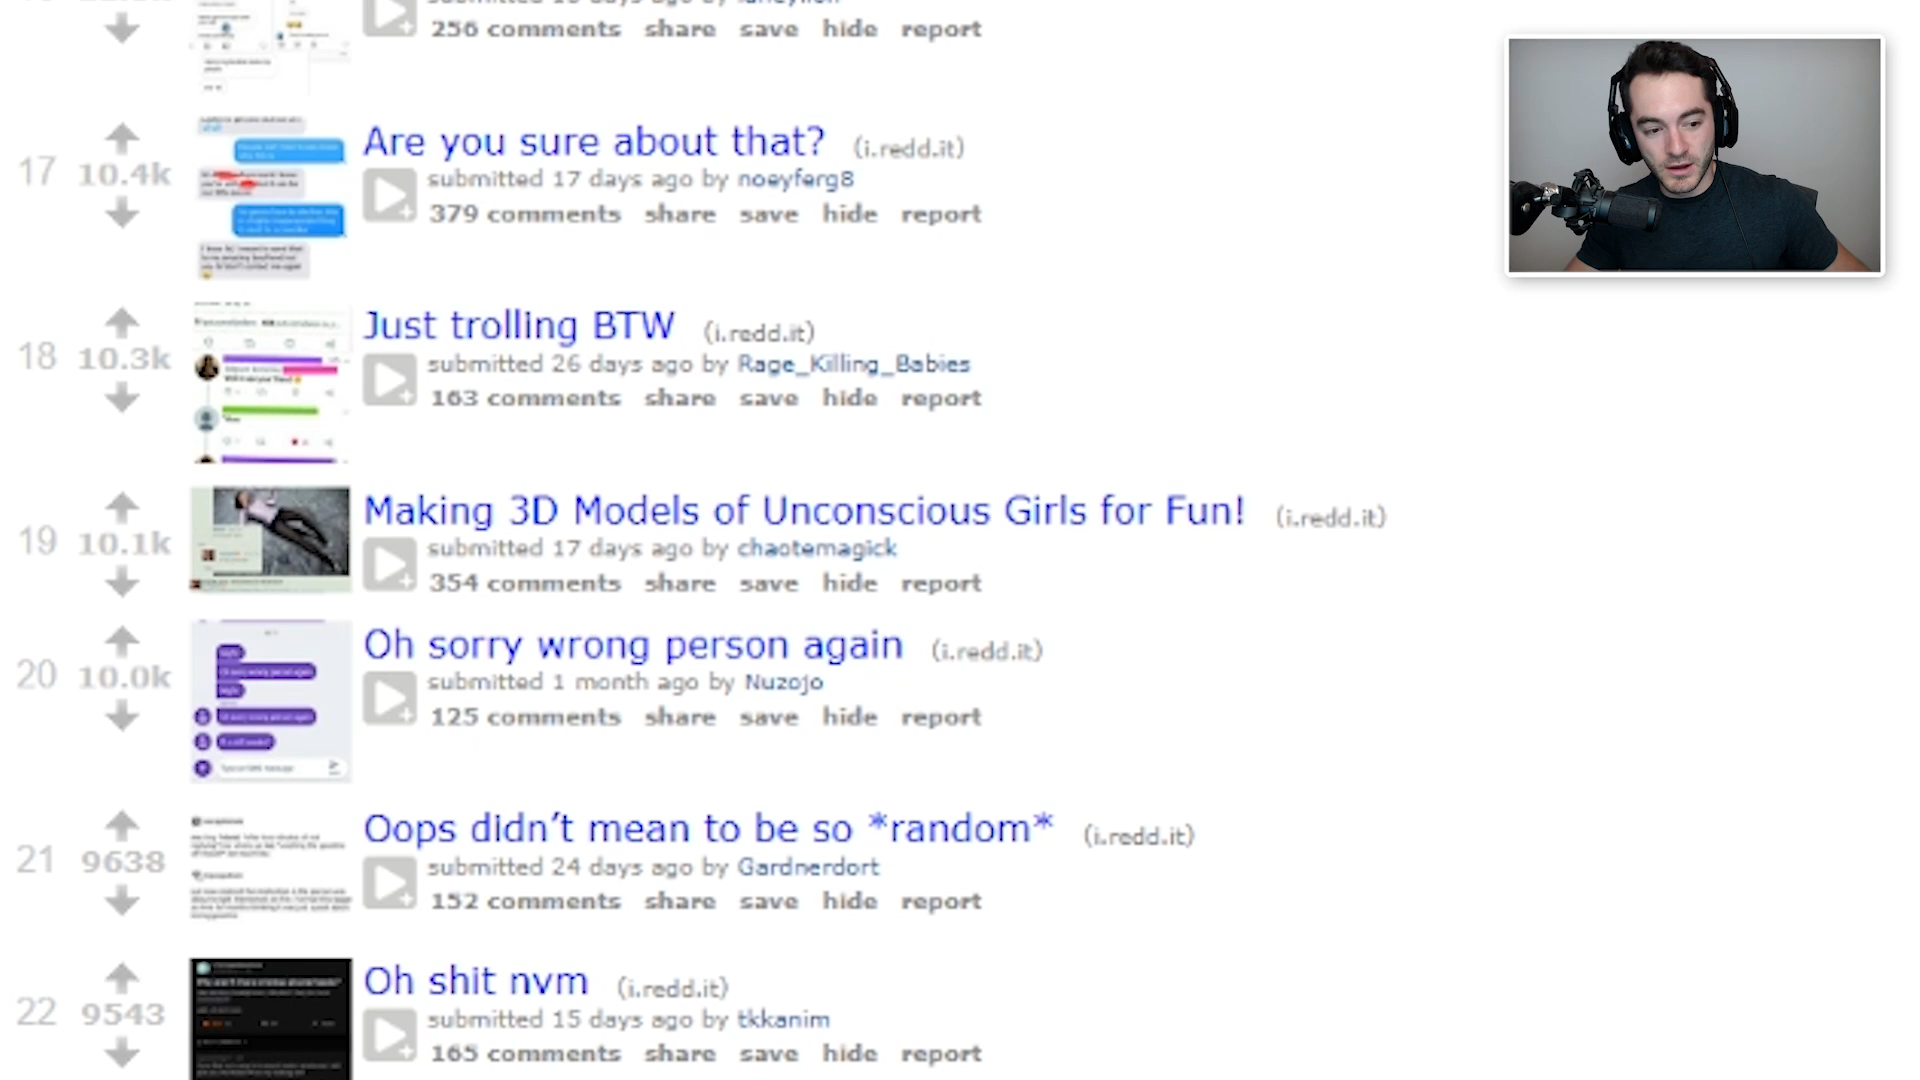 256 comments share save hide report
17 10.4k Are you sure about that? (i.redd.it)
submitted 17 days ago by noeyferg8
379 comments share save hide report
18 10.3k Just trolling BTW (i.redd.it)
submitted 26 days ago by Rage_Killing_Babies
163 comments share save hide report
19 10.1k Making 3D Models of Unconscious Girls for Fun! (i.redd.it)
submitted 17 days ago by chaotemagick
354 comments share save hide report
20 10.0k Oh sorry wrong person again (i.redd.it)
submitted 1 month ago by Nuzojo
125 comments share save hide report
21 9638 Oops didn't mean to be so *random* (i.redd.it)
submitted 24 days ago by Gardnerdort
152 comments share save hide report
22 9543 Oh shit nvm (i.redd.it)
submitted 15 days ago by tkkanim
165 comments share save hide report